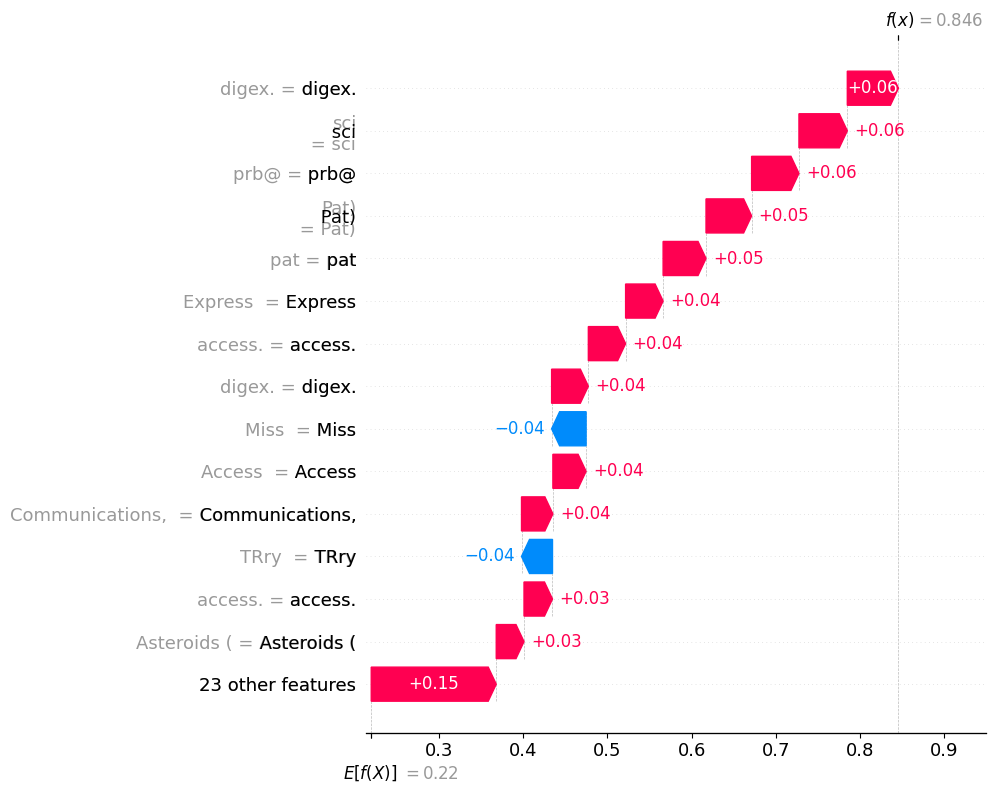 f(x) = 0.846
digex. = digex. +0.06
sci
sci
= sci +0.06
prb@ = prb@ +0.06
Pat)
Pat)
= Pat) +0.05
pat = pat +0.05
Express = Express +0.04
access. = access. +0.04
digex. = digex. +0.04
Miss = Miss −0.04
Access = Access +0.04
Communications, = Communications, +0.04
TRry = TRry −0.04
access. = access. +0.03
Asteroids ( = Asteroids ( +0.03
23 other features +0.15
0.3 0.4 0.5 0.6 0.7 0.8 0.9
E[f(X)] = 0.22